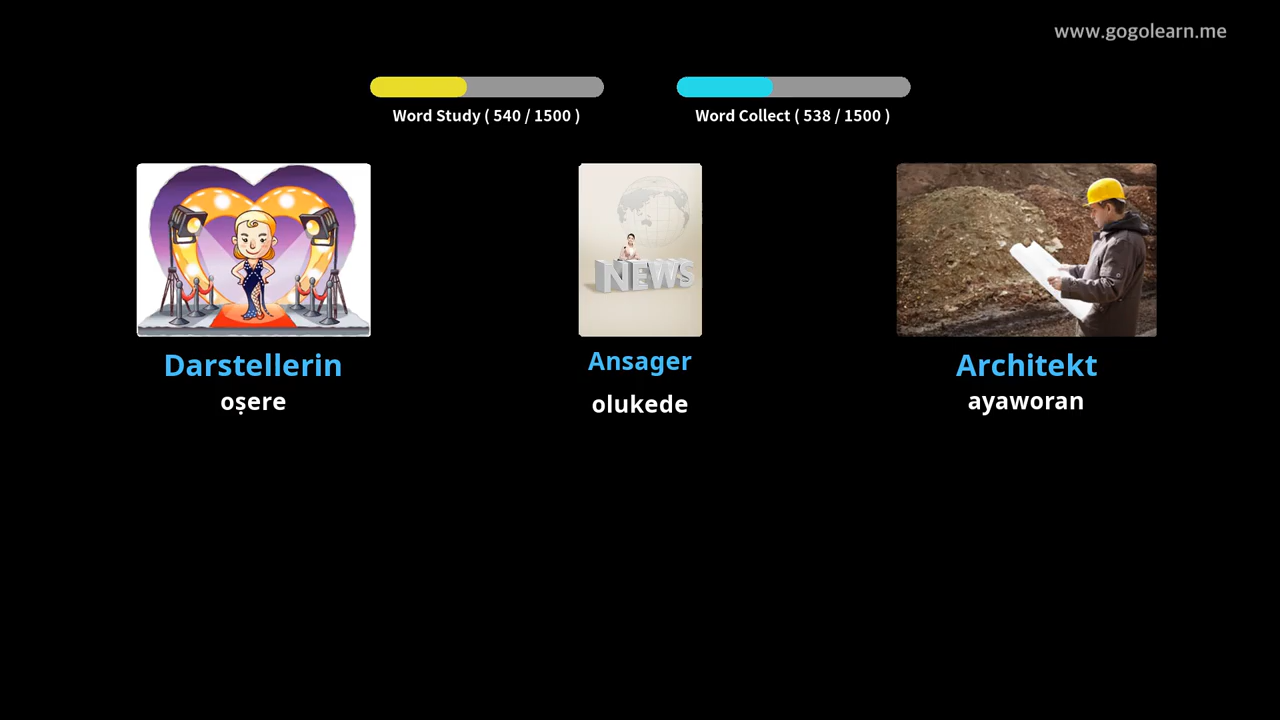 www.gogolearn.me
Word Study ( 540 / 1500 )
Word Collect ( 538 / 1500 )
NEWS
Darstellerin
Ansager
Architekt
oṣere
olukede
ayaworan